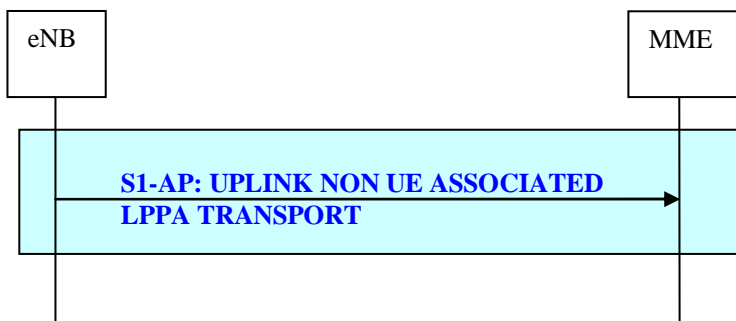 eNB
MME
S1-AP: UPLINK NON UE ASSOCIATED
LPPA TRANSPORT